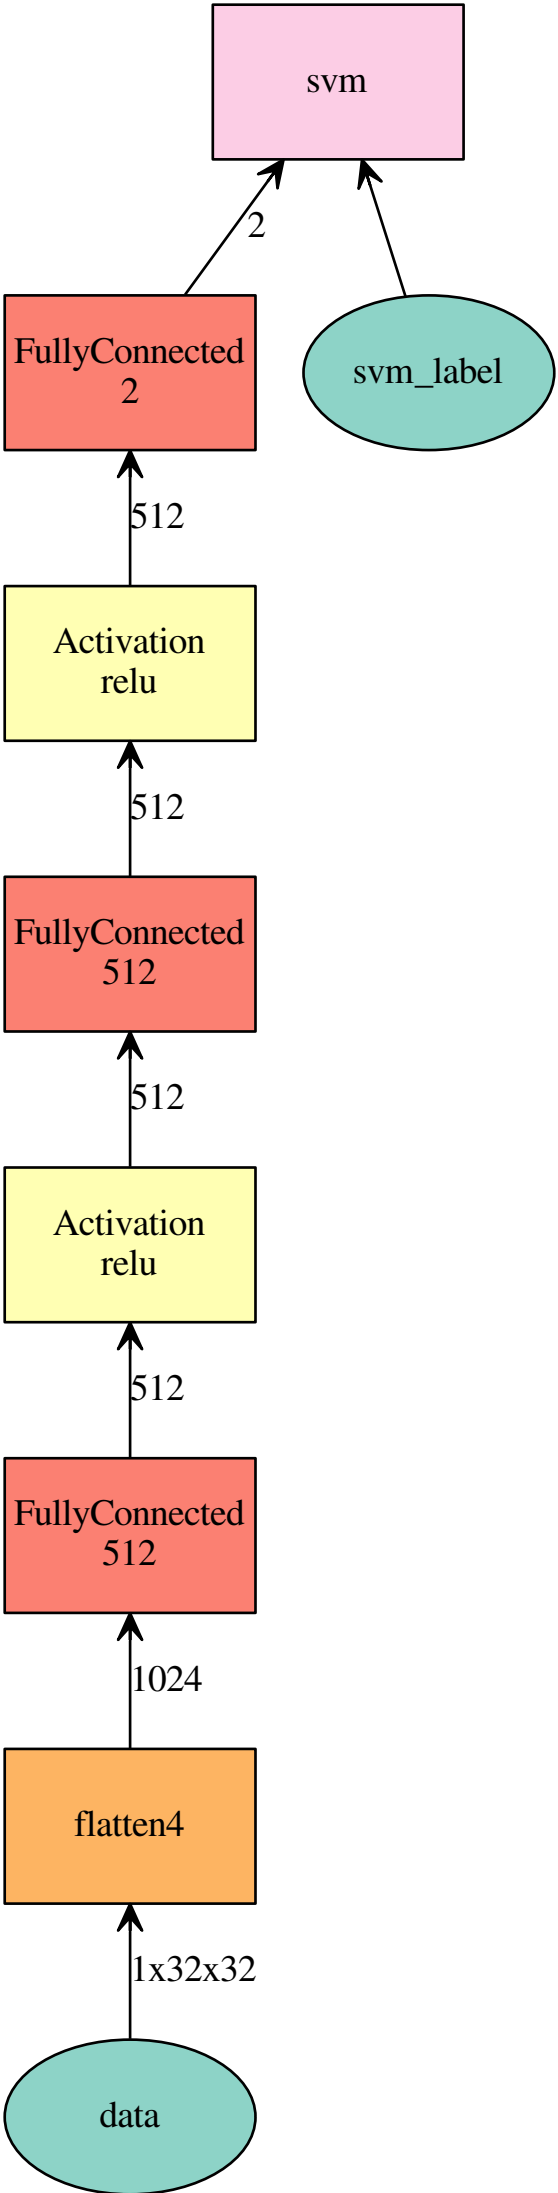 svm
2
FullyConnected
2
svm_label
512
Activation
relu
512
FullyConnected
512
512
Activation
relu
512
FullyConnected
512
1024
flatten4
1x32x32
data